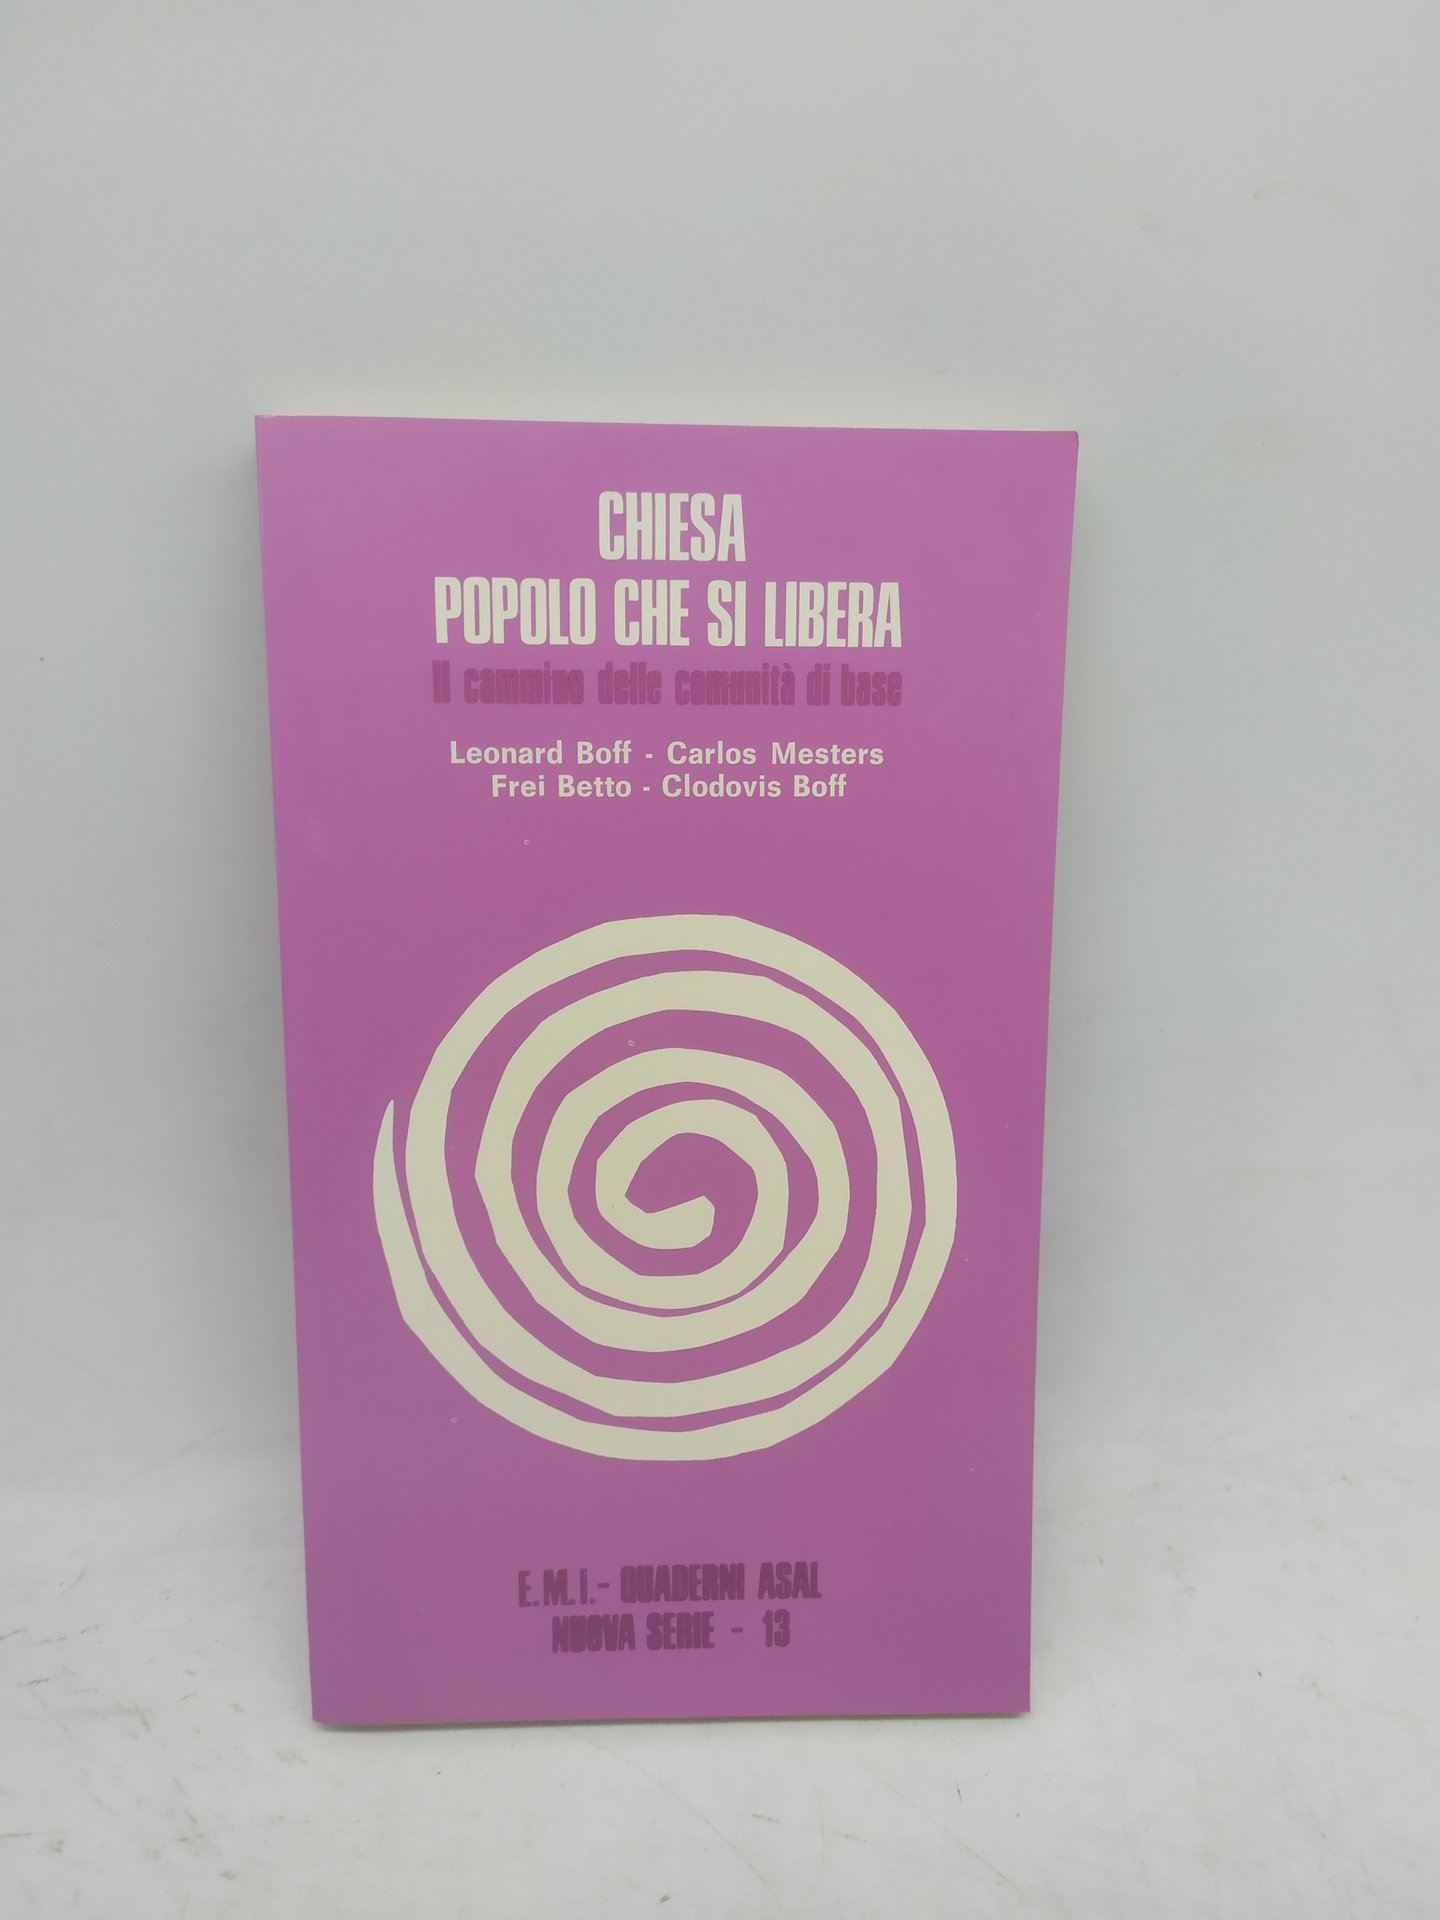 CHIESA
POPOLO CHE SI LIBERA
Il cammino delle comunità di base
Leonard Boff - Carlos Mesters
Frei Betto - Clodovis Boff
E.M.I. - QUADERNI ASAL
NUOVA SERIE - 13